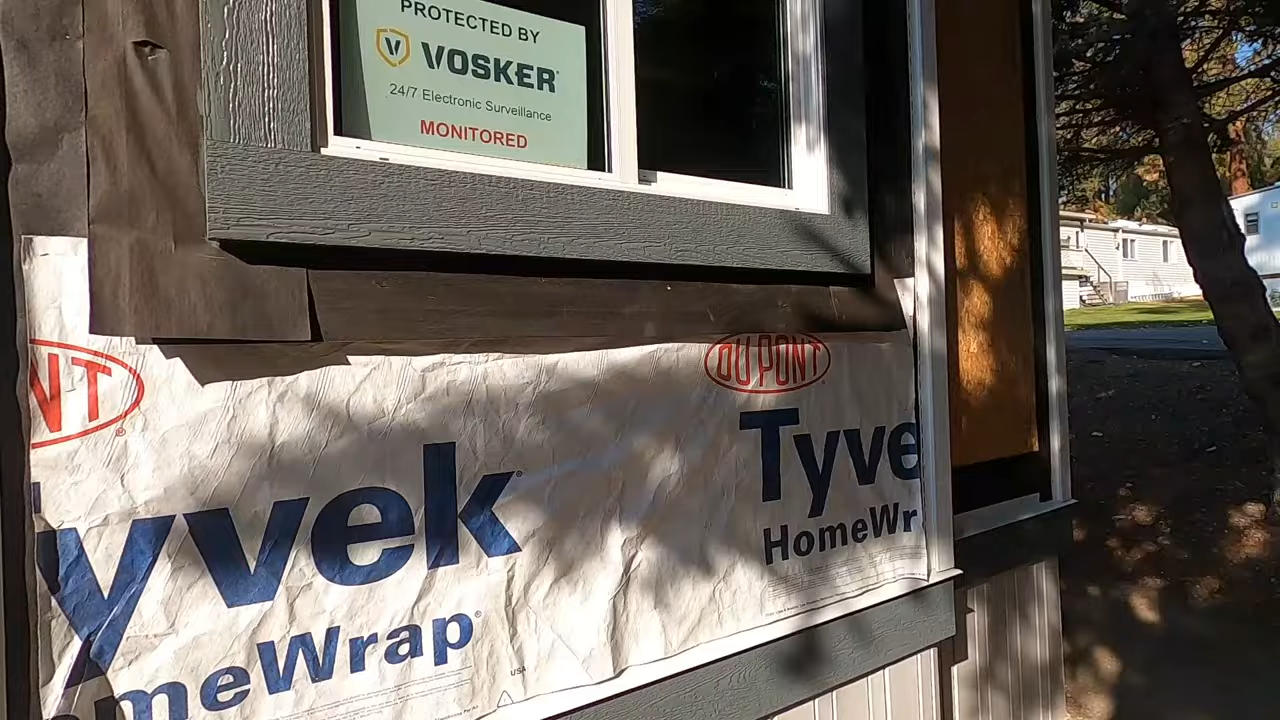 PROTECTED BY
V VOSKER
24/7 Electronic Surveillance
MONITORED
NT
DUPONT
yvek®
meWrap®
Tyve
HomeWr
USA